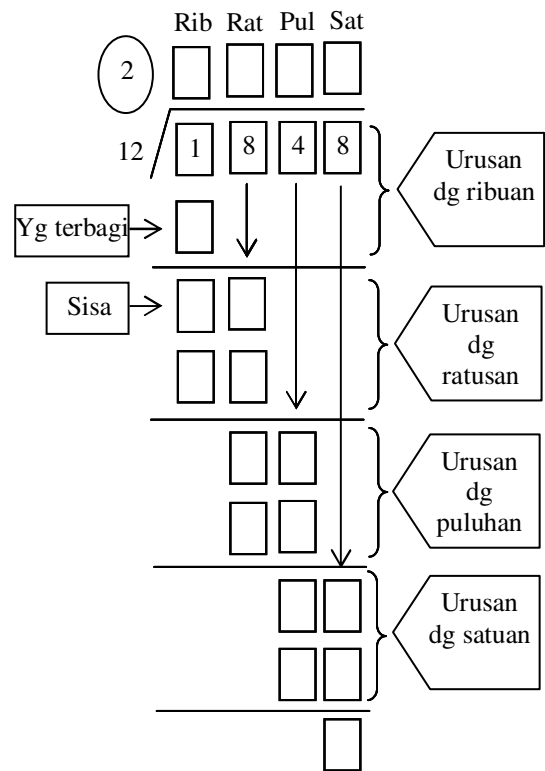 Rib Rat Pul Sat
2
12 1 8 4 8
Urusan
dg ribuan
Yg terbagi
Sisa
Urusan
dg
ratusan
Urusan
dg
puluhan
Urusan
dg satuan